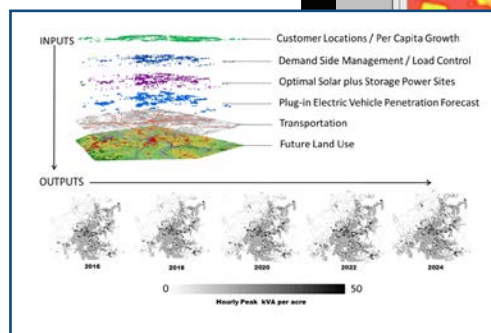 INPUTS
Customer Locations / Per Capita Growth
Demand Side Management / Load Control
Optimal Solar plus Storage Power Sites
Plug-in Electric Vehicle Penetration Forecast
Transportation
Future Land Use
OUTPUTS
2016 2018 2020 2022 2024
0 50
Hourly Peak kVA per acre